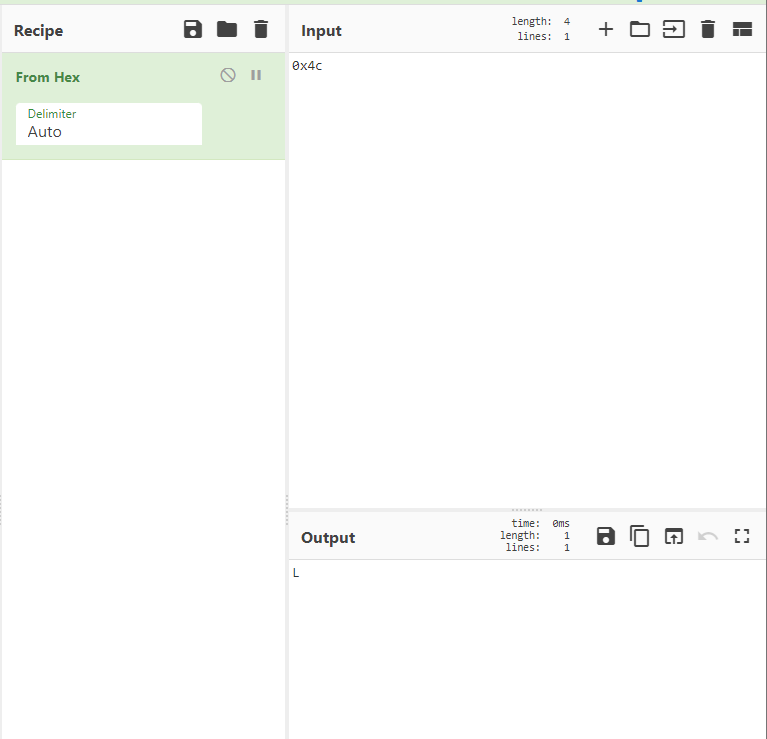 Recipe
From Hex
Delimiter
Auto
Input
length: 4
lines: 1
0x4c
Output
time: 0ms
length: 1
lines: 1
L